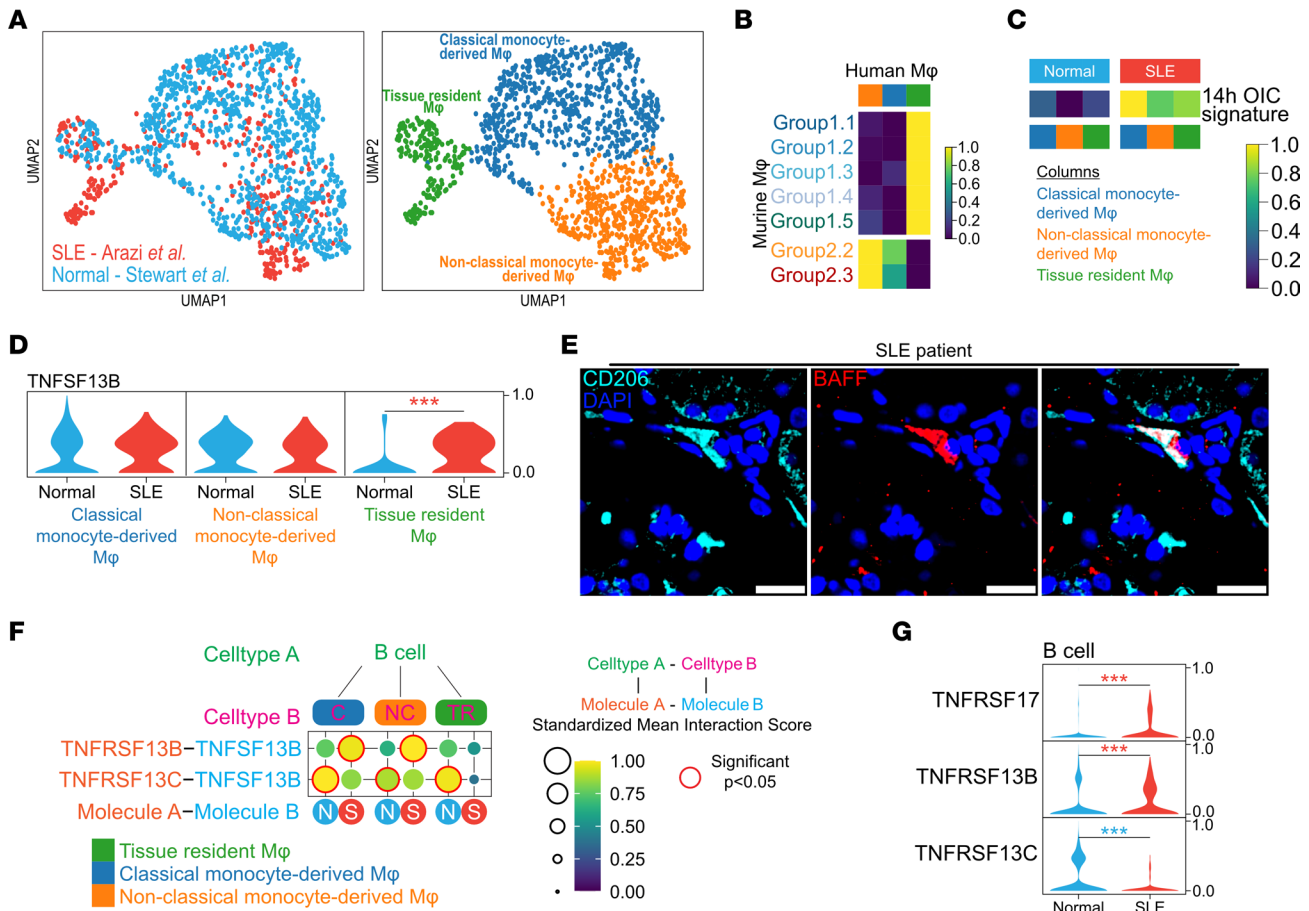 A
UMAP2
SLE - Arazi et al.
Normal - Stewart et al.
UMAP1
UMAP2
Classical monocyte-
derived Mφ
Tissue resident
Mφ
Non-classical monocyte-
derived Mφ
UMAP1
B
Human Mφ
Murine Mφ
Group1.1
Group1.2
Group1.3
Group1.4
Group1.5
Group2.2
Group2.3
1.0
0.8
0.6
0.4
0.2
0.0
C
Normal SLE
14h OIC
signature
Columns
Classical monocyte-
derived Mφ
Non-classical monocyte-
derived Mφ
Tissue resident Mφ
1.0
0.8
0.6
0.4
0.2
0.0
D
TNFSF13B
***
1.0
0.0
Normal SLE Normal SLE Normal SLE
Classical
monocyte-derived
Mφ
Non-classical
monocyte-derived
Mφ
Tissue resident
Mφ
E
SLE patient
CD206
DAPI
BAFF
F
Celltype A B cell
Celltype B C NC TR
TNFRSF13B–TNFSF13B
TNFRSF13C–TNFSF13B
Molecule A–Molecule B N S N S N S
Tissue resident Mφ
Classical monocyte-derived Mφ
Non-classical monocyte-derived Mφ
Celltype A - Celltype B
Molecule A - Molecule B
Standardized Mean Interaction Score
1.00
0.75
0.50
0.25
0.00
Significant
p<0.05
G
B cell
TNFRSF17
***
1.0
0.0
TNFRSF13B
***
1.0
0.0
TNFRSF13C
***
1.0
0.0
Normal SLE